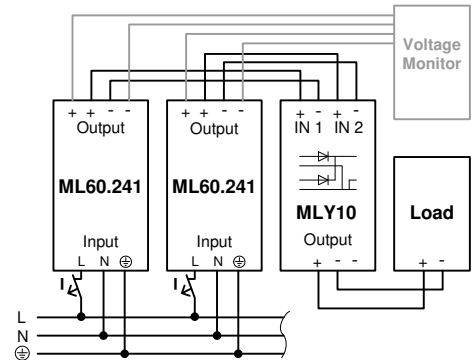 Voltage
Monitor
+ + - -
Output
ML60.241
Input
L N ⏚
I
+ + - -
Output
ML60.241
Input
L N ⏚
I
+ - + -
IN 1 IN 2
MLY10
Output
+ - -
Load
+ -
L
N
⏚